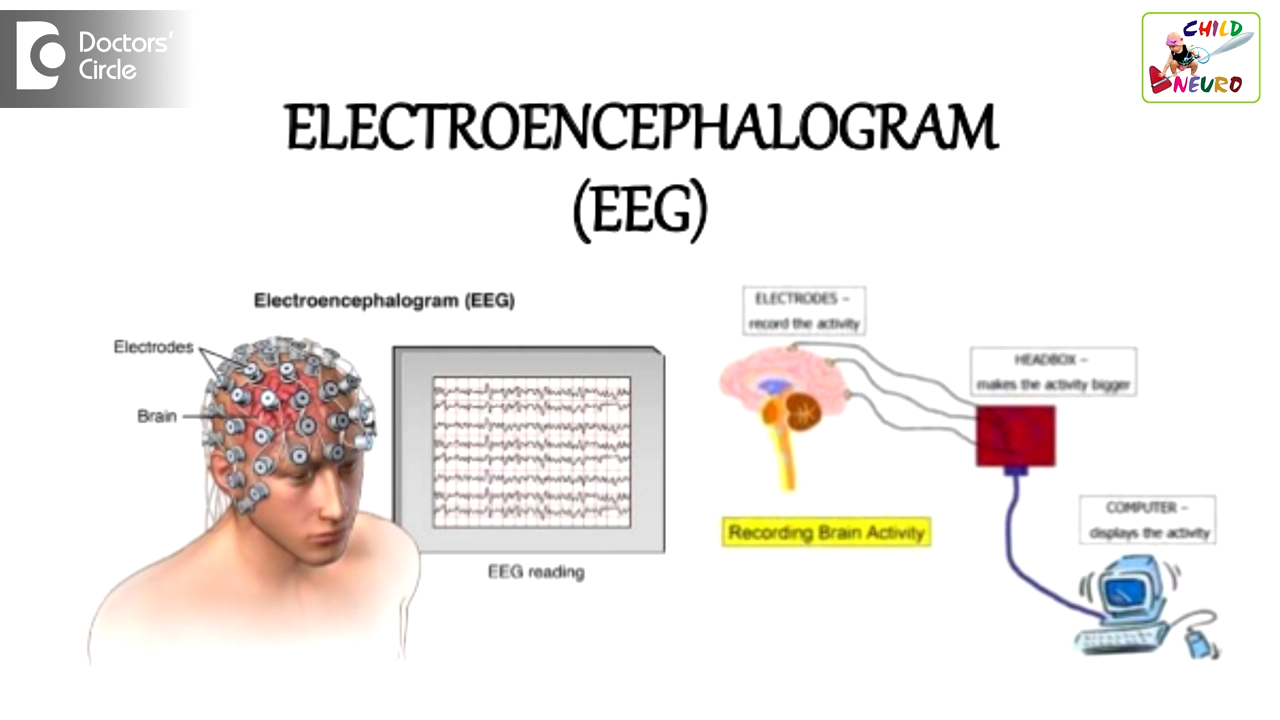 Doctors'
Circle
CHILD
NEURO
ELECTROENCEPHALOGRAM
(EEG)
Electroencephalogram (EEG)
Electrodes
Brain
EEG reading
ELECTRODES –
record the activity
HEADBOX –
makes the activity bigger
Recording Brain Activity
COMPUTER –
displays the activity